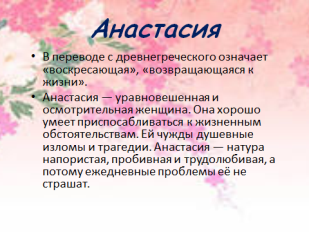 Анастасия
• В переводе с древнегреческого означает
«воскресающая», «возвращающаяся к
жизни».
• Анастасия — уравновешенная и
осмотрительная женщина. Она хорошо
умеет приспосабливаться к жизненным
обстоятельствам. Ей чужды душевные
изломы и трагедии. Анастасия — натура
напористая, пробивная и трудолюбивая, а
потому ежедневные проблемы её не
страшат.